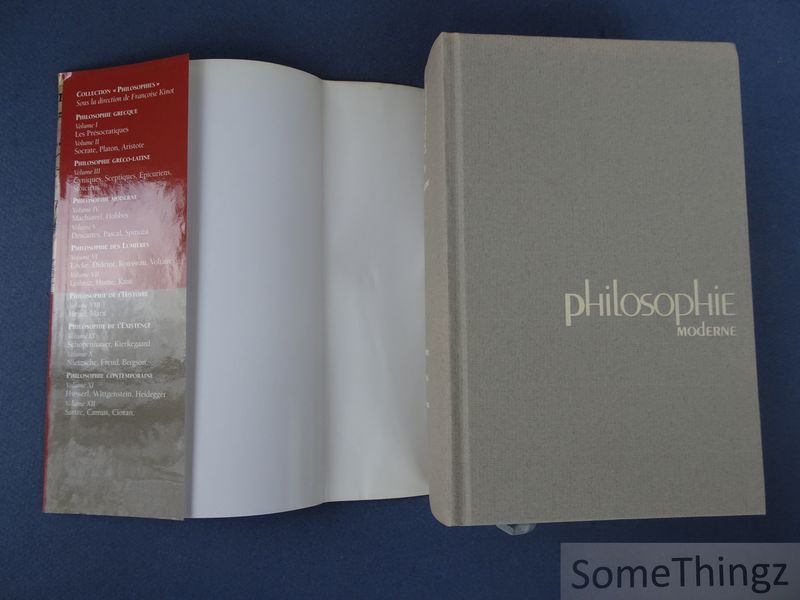 Collection « Philosophies »
Sous la direction de Françoise Kinot
Philosophie grecque
Volume I
Les Présocratiques
Volume II
Socrate, Platon, Aristote
Philosophie gréco-latine
Volume III
Cyniques, Sceptiques, Epicuriens,
Stoïciens
Philosophie moderne
Volume IV
Machiavel, Hobbes
Volume V
Descartes, Pascal, Spinoza
Philosophie des Lumières
Volume VI
Locke, Diderot, Rousseau, Voltaire
Volume VII
Leibniz, Hume, Kant
Philosophie de l'Histoire
Volume VIII
Hegel, Marx
Philosophie de l'Existence
Volume IX
Schopenhauer, Kierkegaard
Volume X
Nietzsche, Freud, Bergson,
Philosophie contemporaine
Volume XI
Husserl, Wittgenstein, Heidegger
Volume XII
Sartre, Camus, Cioran,
philosophie
MODERNE
SomeThingz